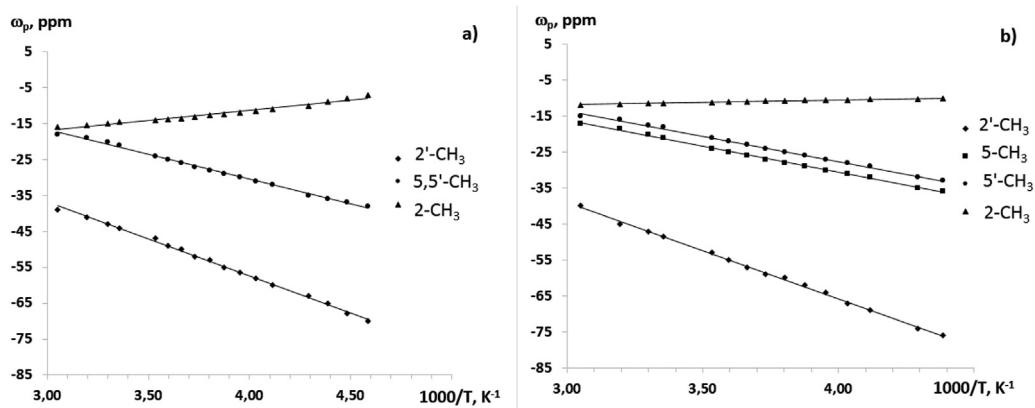 ωp, ppm
a)
5
-5
-15
-25
-35
-45
-55
-65
-75
-85
3,00 3,50 4,00 4,50 1000/T, K-1
2'-CH3
5,5'-CH3
2-CH3
ωp, ppm
b)
5
-5
-15
-25
-35
-45
-55
-65
-75
-85
3,00 3,50 4,00 1000/T, K-1
2'-CH3
5-CH3
5'-CH3
2-CH3